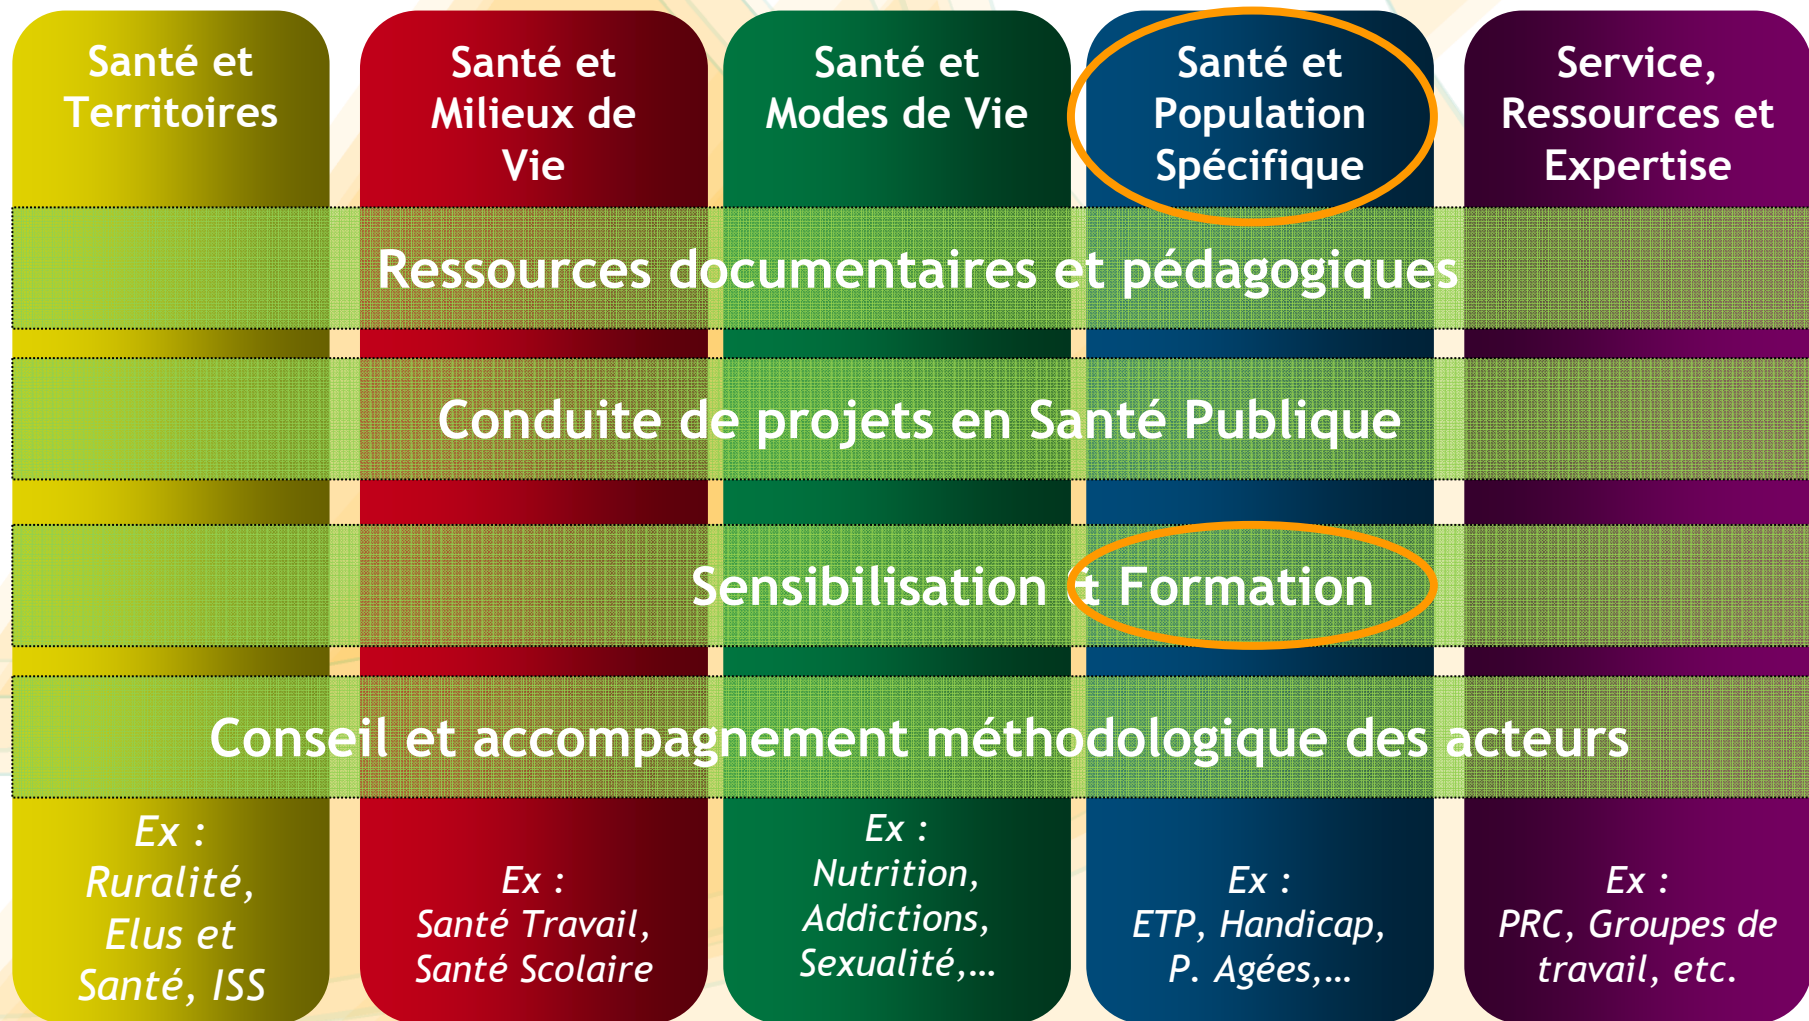 Santé et
Territoires
Santé et
Milieux de
Vie
Santé et
Modes de Vie
Santé et
Population
Spécifique
Service,
Ressources et
Expertise
Ressources documentaires et pédagogiques
Conduite de projets en Santé Publique
Sensibilisation & Formation
Conseil et accompagnement méthodologique des acteurs
Ex :
Ruralité,
Elus et
Santé, ISS
Ex :
Santé Travail,
Santé Scolaire
Ex :
Nutrition,
Addictions,
Sexualité,…
Ex :
ETP, Handicap,
P. Agées,…
Ex :
PRC, Groupes de
travail, etc.